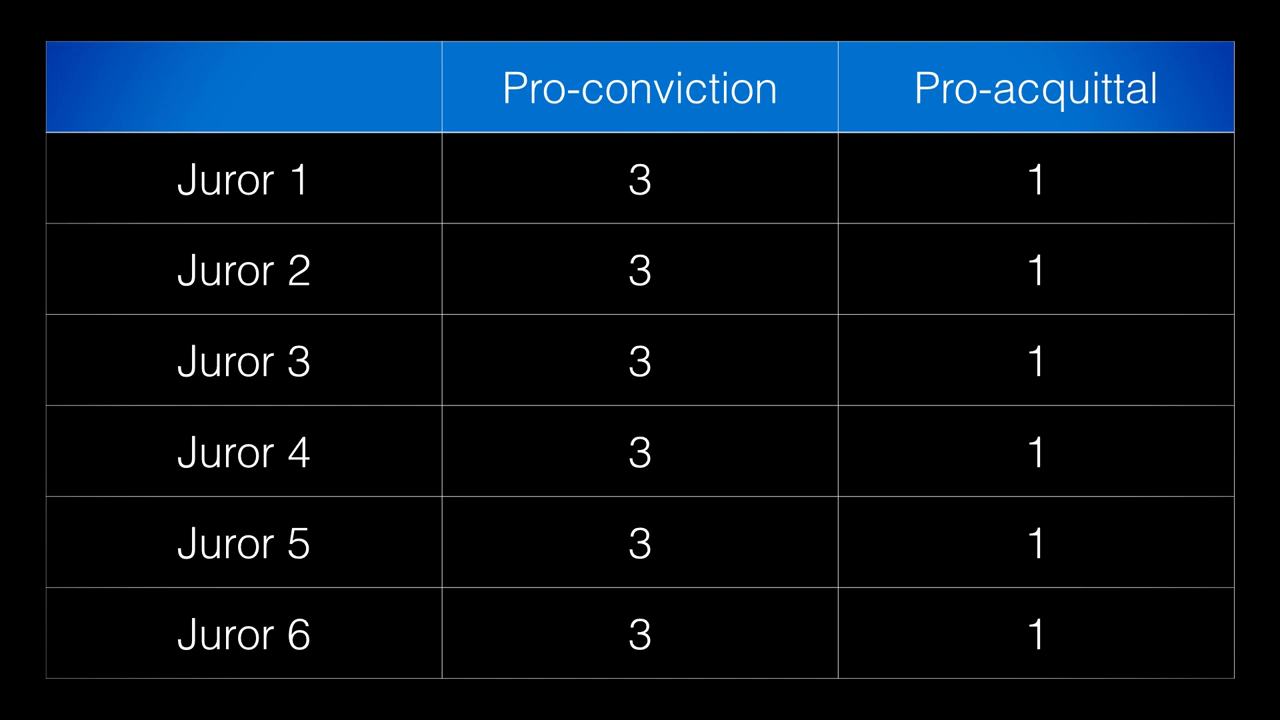 Pro-conviction Pro-acquittal
Juror 1 3 1
Juror 2 3 1
Juror 3 3 1
Juror 4 3 1
Juror 5 3 1
Juror 6 3 1